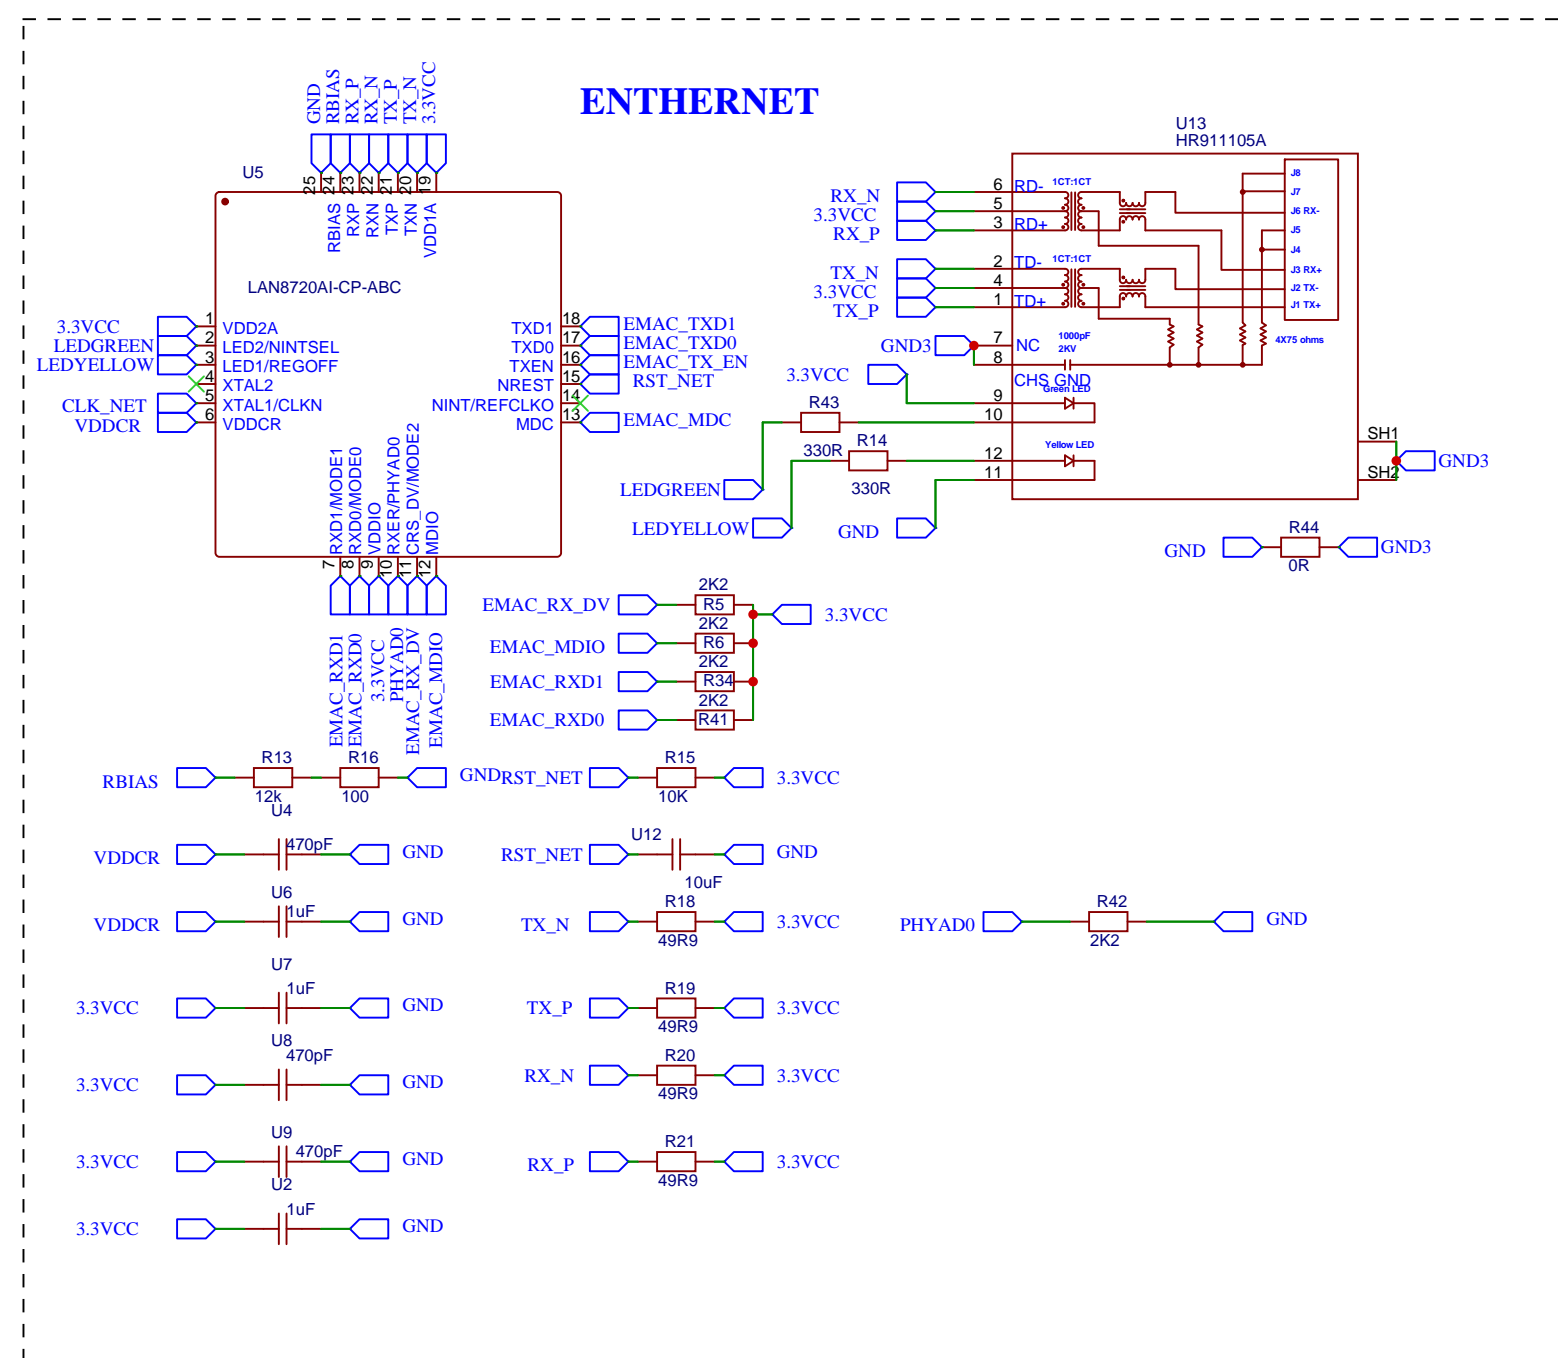 ENTHERNET
GND
RBIAS
RX_P
RX_N
TX_P
TX_N
3.3VCC
U5
25
24
23
22
21
20
19
RBIAS
RXP
RXN
TXP
TXN
VDD1A
LAN8720AI-CP-ABC
3.3VCC
1
VDD2A
LEDGREEN
2
LED2/NINTSEL
LEDYELLOW
3
LED1/REGOFF
4
XTAL2
CLK_NET
5
XTAL1/CLKN
VDDCR
6
VDDCR
TXD1
18
EMAC_TXD1
TXD0
17
EMAC_TXD0
TXEN
16
EMAC_TX_EN
NREST
15
RST_NET
NINT/REFCLKO
14
MDC
13
EMAC_MDC
RXD1/MODE1
RXD0/MODE0
VDDIO
RXER/PHYAD0
CRS_DV/MODE2
MDIO
7
8
9
10
11
12
EMAC_RXD1
EMAC_RXD0
3.3VCC
PHYAD0
EMAC_RX_DV
EMAC_MDIO
U13
HR911105A
RX_N
6
RD-
1CT:1CT
3.3VCC
5
RX_P
3
RD+
TX_N
2
TD-
1CT:1CT
3.3VCC
4
TX_P
1
TD+
GND3
7
NC
8
CHS GND
1000pF
2KV
4X75 ohms
J8
J7
J6 RX-
J5
J4
J3 RX+
J2 TX-
J1 TX+
3.3VCC
9
Green LED
R43
10
330R
R14
12
Yellow LED
330R
11
LEDGREEN
LEDYELLOW
GND
SH1
SH2
GND3
R44
GND
GND3
0R
2K2
EMAC_RX_DV
R5
3.3VCC
2K2
EMAC_MDIO
R6
2K2
EMAC_RXD1
R34
2K2
EMAC_RXD0
R41
R13
R16
RBIAS
GND
12k
100
R15
RST_NET
3.3VCC
10K
U4
VDDCR
470pF
GND
U12
RST_NET
GND
10uF
U6
VDDCR
1uF
GND
R18
TX_N
3.3VCC
49R9
R42
PHYAD0
GND
2K2
U7
3.3VCC
1uF
GND
R19
TX_P
3.3VCC
49R9
U8
470pF
3.3VCC
GND
R20
RX_N
3.3VCC
49R9
U9
3.3VCC
470pF
GND
R21
RX_P
3.3VCC
49R9
U2
3.3VCC
1uF
GND